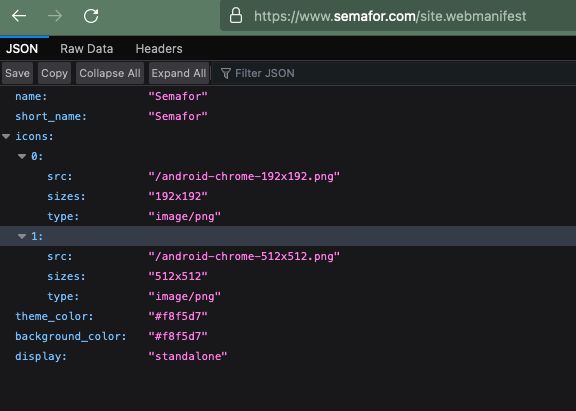 https://www.semafor.com/site.webmanifest
JSON Raw Data Headers
Save Copy Collapse All Expand All Filter JSON
name: "Semafor"
short_name: "Semafor"
icons:
0:
src: "/android-chrome-192x192.png"
sizes: "192x192"
type: "image/png"
1:
src: "/android-chrome-512x512.png"
sizes: "512x512"
type: "image/png"
theme_color: "#f8f5d7"
background_color: "#f8f5d7"
display: "standalone"